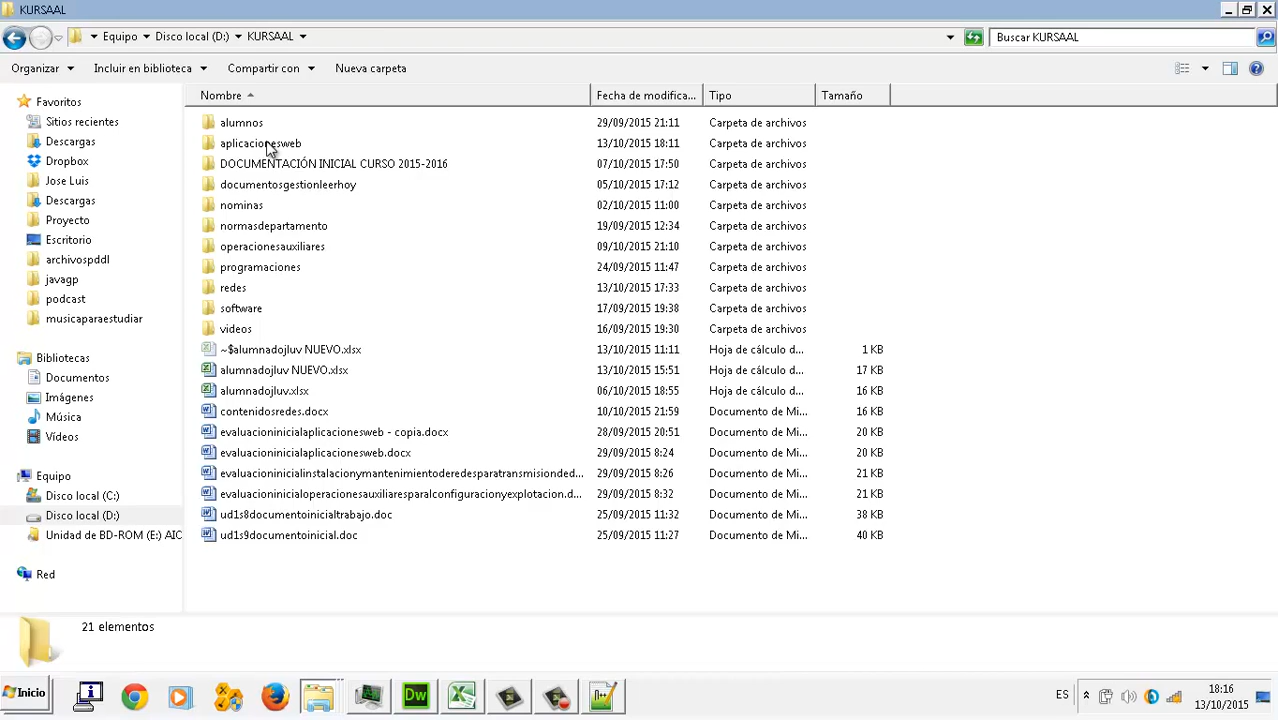 KURSAAL
Equipo Disco local (D:) KURSAAL
Buscar KURSAAL
Organizar Incluir en biblioteca Compartir con Nueva carpeta
Nombre Fecha de modifica... Tipo Tamaño
Favoritos
Sitios recientes
Descargas
Dropbox
Jose Luis
Descargas
Proyecto
Escritorio
archivospddl
javagp
podcast
musicaparaestudiar
Bibliotecas
Documentos
Imágenes
Música
Vídeos
Equipo
Disco local (C:)
Disco local (D:)
Unidad de BD-ROM (E:) AIC
Red
alumnos 29/09/2015 21:11 Carpeta de archivos
aplicacionesweb 13/10/2015 18:11 Carpeta de archivos
DOCUMENTACIÓN INICIAL CURSO 2015-2016 07/10/2015 17:50 Carpeta de archivos
documentosgestionleerhoy 05/10/2015 17:12 Carpeta de archivos
nominas 02/10/2015 11:00 Carpeta de archivos
normasdepartamento 19/09/2015 12:34 Carpeta de archivos
operacionesauxiliares 09/10/2015 21:10 Carpeta de archivos
programaciones 24/09/2015 11:47 Carpeta de archivos
redes 13/10/2015 17:33 Carpeta de archivos
software 17/09/2015 19:38 Carpeta de archivos
videos 16/09/2015 19:30 Carpeta de archivos
~$alumnadojluv NUEVO.xlsx 13/10/2015 11:11 Hoja de cálculo d... 1 KB
alumnadojluv NUEVO.xlsx 13/10/2015 15:51 Hoja de cálculo d... 17 KB
alumnadojluv.xlsx 06/10/2015 18:55 Hoja de cálculo d... 16 KB
contenidosredes.docx 10/10/2015 21:59 Documento de Mi... 16 KB
evaluacioninicialaplicacionesweb - copia.docx 28/09/2015 20:51 Documento de Mi... 20 KB
evaluacioninicialaplicacionesweb.docx 29/09/2015 8:24 Documento de Mi... 20 KB
evaluacioninicialinstalacionymantenimientoderedesparatransmisionded... 29/09/2015 8:26 Documento de Mi... 21 KB
evaluacioninicialoperacionesauxiliaresparalconfiguracionyexplotacion.d... 29/09/2015 8:32 Documento de Mi... 21 KB
ud1s8documentoinicialtrabajo.doc 25/09/2015 11:32 Documento de Mi... 38 KB
ud1s9documentoinicial.doc 25/09/2015 11:27 Documento de Mi... 40 KB
21 elementos
Inicio
Dw
ES
18:16
13/10/2015